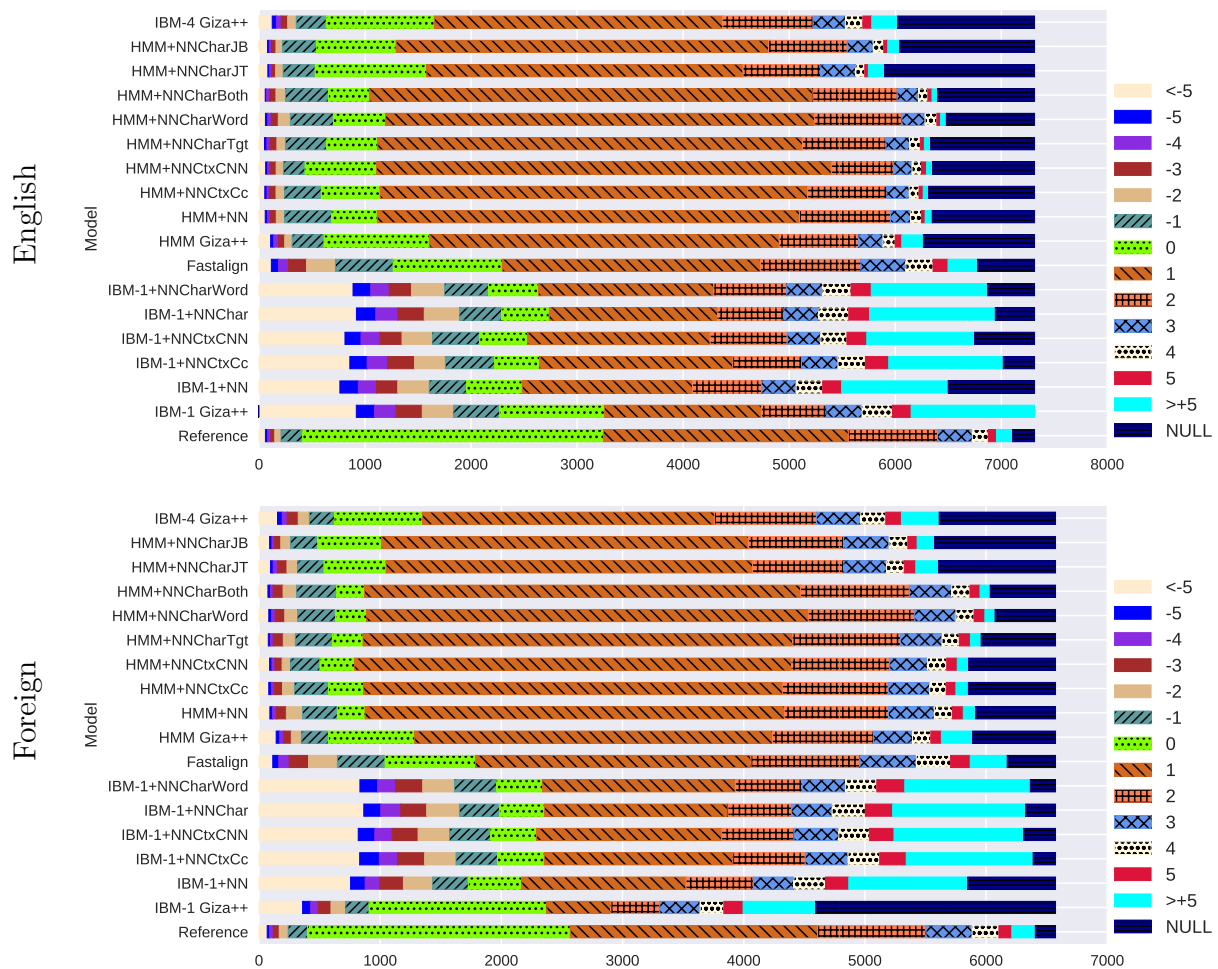 English
Model
IBM-4 Giza++
HMM+NNCharJB
HMM+NNCharJT
HMM+NNCharBoth
HMM+NNCharWord
HMM+NNCharTgt
HMM+NNCtxCNN
HMM+NNCtxCc
HMM+NN
HMM Giza++
Fastalign
IBM-1+NNCharWord
IBM-1+NNChar
IBM-1+NNCtxCNN
IBM-1+NNCtxCc
IBM-1+NN
IBM-1 Giza++
Reference
0 1000 2000 3000 4000 5000 6000 7000 8000
<-5
-5
-4
-3
-2
-1
0
1
2
3
4
5
>+5
NULL
Foreign
Model
IBM-4 Giza++
HMM+NNCharJB
HMM+NNCharJT
HMM+NNCharBoth
HMM+NNCharWord
HMM+NNCharTgt
HMM+NNCtxCNN
HMM+NNCtxCc
HMM+NN
HMM Giza++
Fastalign
IBM-1+NNCharWord
IBM-1+NNChar
IBM-1+NNCtxCNN
IBM-1+NNCtxCc
IBM-1+NN
IBM-1 Giza++
Reference
0 1000 2000 3000 4000 5000 6000 7000
<-5
-5
-4
-3
-2
-1
0
1
2
3
4
5
>+5
NULL